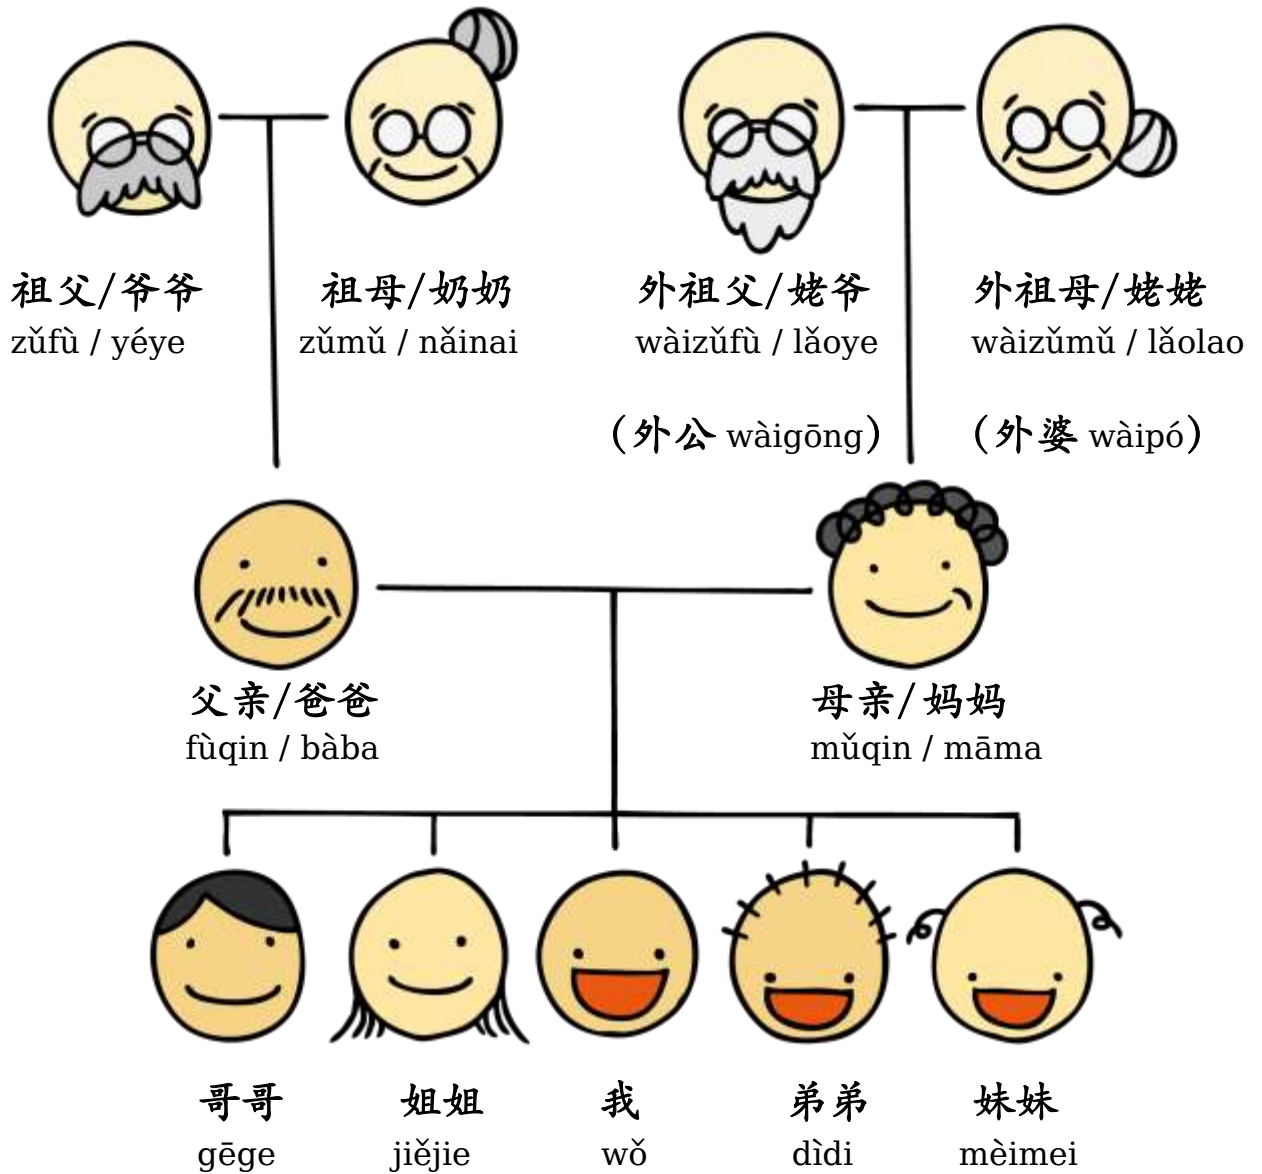 祖父/爷爷
zǔfù / yéye
祖母/奶奶
zǔmǔ / nǎinai
外祖父/姥爷
wàizǔfù / lǎoye
(外公 wàigōng)
外祖母/姥姥
wàizǔmǔ / lǎolao
(外婆 wàipó)
父亲/爸爸
fùqin / bàba
母亲/妈妈
mǔqin / māma
哥哥
gēge
姐姐
jiějie
我
wǒ
弟弟
dìdi
妹妹
mèimei